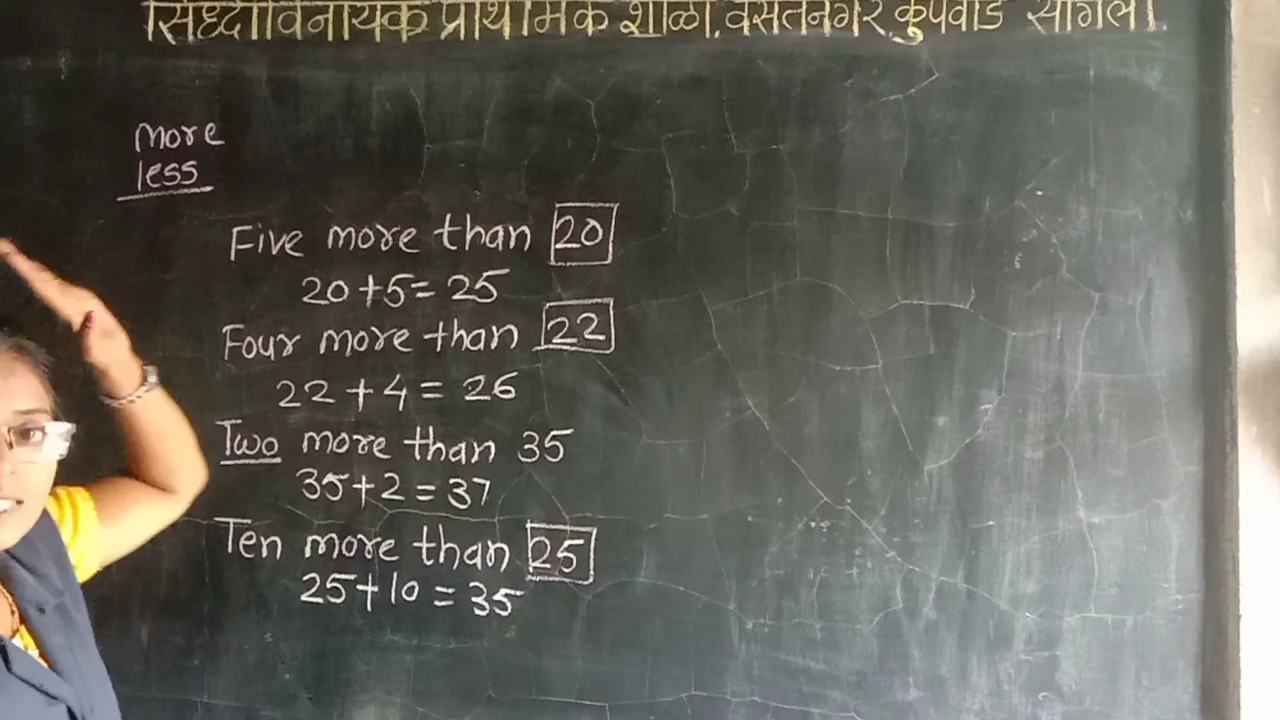 सिध्दीविनायक प्राथमिक शाळा, वसंतनगर, कुपवाड सांगली.
more
less
Five more than 20
20+5=25
Four more than 22
22+4=26
Two more than 35
35+2=37
Ten more than 25
25+10=35